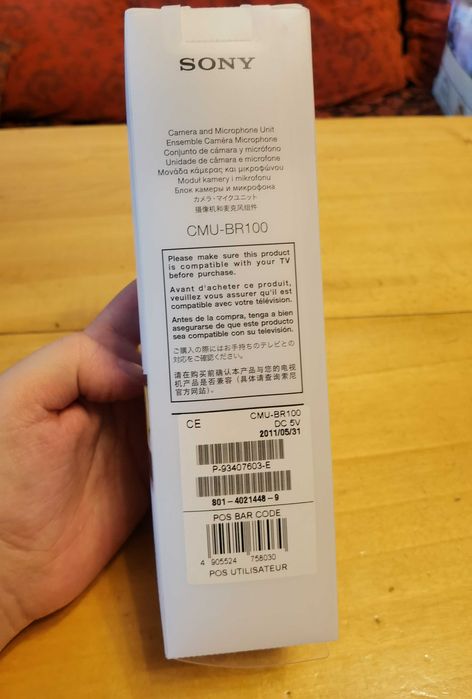 SONY
Camera and Microphone Unit
Ensemble Caméra Microphone
Conjunto de cámara y micrófono
Unidade de câmara e microfone
Μονάδα κάμερας και μικροφώνου
Moduł kamery i mikrofonu
Блок камеры и микрофона
カメラ・マイクユニット
摄像机和麦克风组件
CMU-BR100
Please make sure this product
is compatible with your TV
before purchase.
Avant d'acheter ce produit,
veuillez vous assurer qu'il est
compatible avec votre télévision.
Antes de la compra, tenga a bien
asegurarse de que este producto
sea compatible con su televisión.
ご購入の際にはお手持ちのテレビとの
対応をご確認ください。
请在购买前确认本产品与您的电视
机产品是否兼容（具体请查询索尼
官方网站）。
CE CMU-BR100
DC 5V
2011/05/31
P-93407603-E
801-4021448-9
POS BAR CODE
4 905524 758030
POS UTILISATEUR